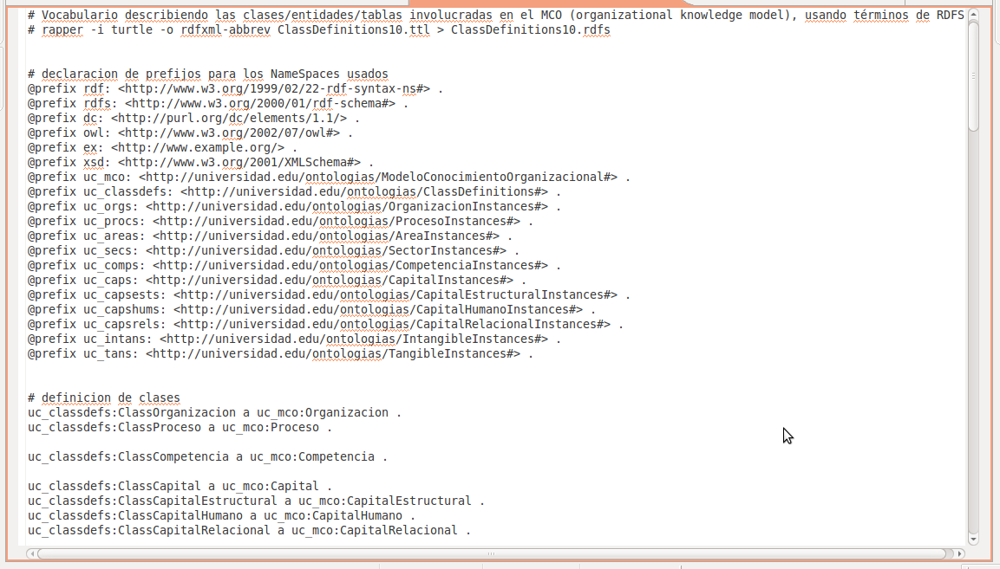 # Vocabulario describiendo las clases/entidades/tablas involucradas en el MCO (organizational knowledge model), usando términos de RDFS
# rapper -i turtle -o rdfxml-abbrev ClassDefinitions10.ttl > ClassDefinitions10.rdfs
# declaracion de prefijos para los NameSpaces usados
@prefix rdf: <http://www.w3.org/1999/02/22-rdf-syntax-ns#> .
@prefix rdfs: <http://www.w3.org/2000/01/rdf-schema#> .
@prefix dc: <http://purl.org/dc/elements/1.1/> .
@prefix owl: <http://www.w3.org/2002/07/owl#> .
@prefix ex: <http://www.example.org/> .
@prefix xsd: <http://www.w3.org/2001/XMLSchema#> .
@prefix uc_mco: <http://universidad.edu/ontologias/ModeloConocimientoOrganizacional#> .
@prefix uc_classdefs: <http://universidad.edu/ontologias/ClassDefinitions#> .
@prefix uc_orgs: <http://universidad.edu/ontologias/OrganizacionInstances#> .
@prefix uc_procs: <http://universidad.edu/ontologias/ProcesoInstances#> .
@prefix uc_areas: <http://universidad.edu/ontologias/AreaInstances#> .
@prefix uc_secs: <http://universidad.edu/ontologias/SectorInstances#> .
@prefix uc_comps: <http://universidad.edu/ontologias/CompetenciaInstances#> .
@prefix uc_caps: <http://universidad.edu/ontologias/CapitalInstances#> .
@prefix uc_capsests: <http://universidad.edu/ontologias/CapitalEstructuralInstances#> .
@prefix uc_capshums: <http://universidad.edu/ontologias/CapitalHumanoInstances#> .
@prefix uc_capsrels: <http://universidad.edu/ontologias/CapitalRelacionalInstances#> .
@prefix uc_intans: <http://universidad.edu/ontologias/IntangibleInstances#> .
@prefix uc_tans: <http://universidad.edu/ontologias/TangibleInstances#> .
# definicion de clases
uc_classdefs:ClassOrganizacion a uc_mco:Organizacion .
uc_classdefs:ClassProceso a uc_mco:Proceso .
uc_classdefs:ClassCompetencia a uc_mco:Competencia .
uc_classdefs:ClassCapital a uc_mco:Capital .
uc_classdefs:ClassCapitalEstructural a uc_mco:CapitalEstructural .
uc_classdefs:ClassCapitalHumano a uc_mco:CapitalHumano .
uc_classdefs:ClassCapitalRelacional a uc_mco:CapitalRelacional .